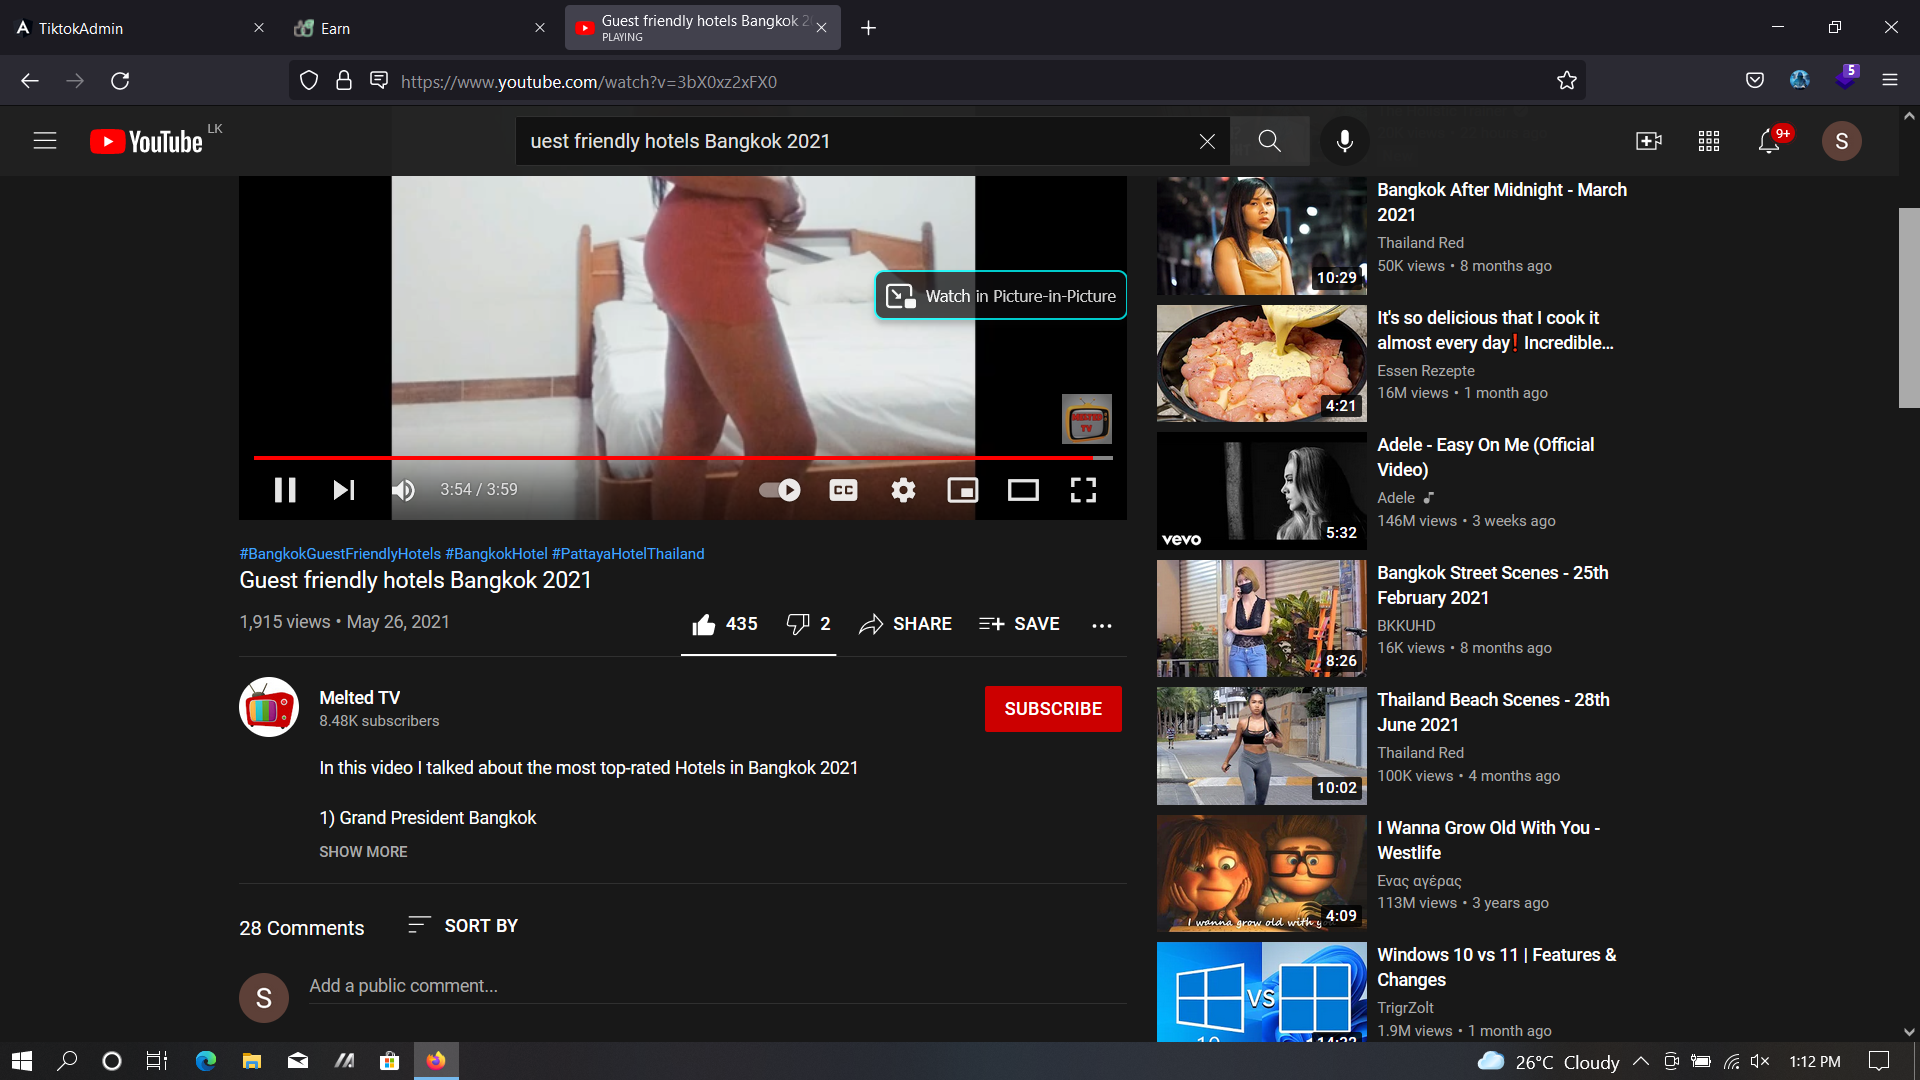 TiktokAdmin
Earn
Guest friendly hotels Bangkok 2
PLAYING
https://www.youtube.com/watch?v=3bX0xz2xFX0
5
YouTube LK
uest friendly hotels Bangkok 2021
9+
S
Watch in Picture-in-Picture
MELTED
TV
3:54 / 3:59
CC
#BangkokGuestFriendlyHotels #BangkokHotel #PattayaHotelThailand
Guest friendly hotels Bangkok 2021
1,915 views • May 26, 2021
435
2
SHARE
SAVE
Melted TV
8.48K subscribers
SUBSCRIBE
In this video I talked about the most top-rated Hotels in Bangkok 2021
1) Grand President Bangkok
SHOW MORE
28 Comments
SORT BY
S
Add a public comment...
10:29
Bangkok After Midnight - March
2021
Thailand Red
50K views • 8 months ago
4:21
It's so delicious that I cook it
almost every day❗Incredible...
Essen Rezepte
16M views • 1 month ago
vevo
5:32
Adele - Easy On Me (Official
Video)
Adele
146M views • 3 weeks ago
8:26
Bangkok Street Scenes - 25th
February 2021
BKKUHD
16K views • 8 months ago
10:02
Thailand Beach Scenes - 28th
June 2021
Thailand Red
100K views • 4 months ago
I wanna grow old with
4:09
I Wanna Grow Old With You -
Westlife
Ενας αγέρας
113M views • 3 years ago
VS
Windows 10 vs 11 | Features &
Changes
TrigrZolt
1.9M views • 1 month ago
26°C Cloudy
1:12 PM